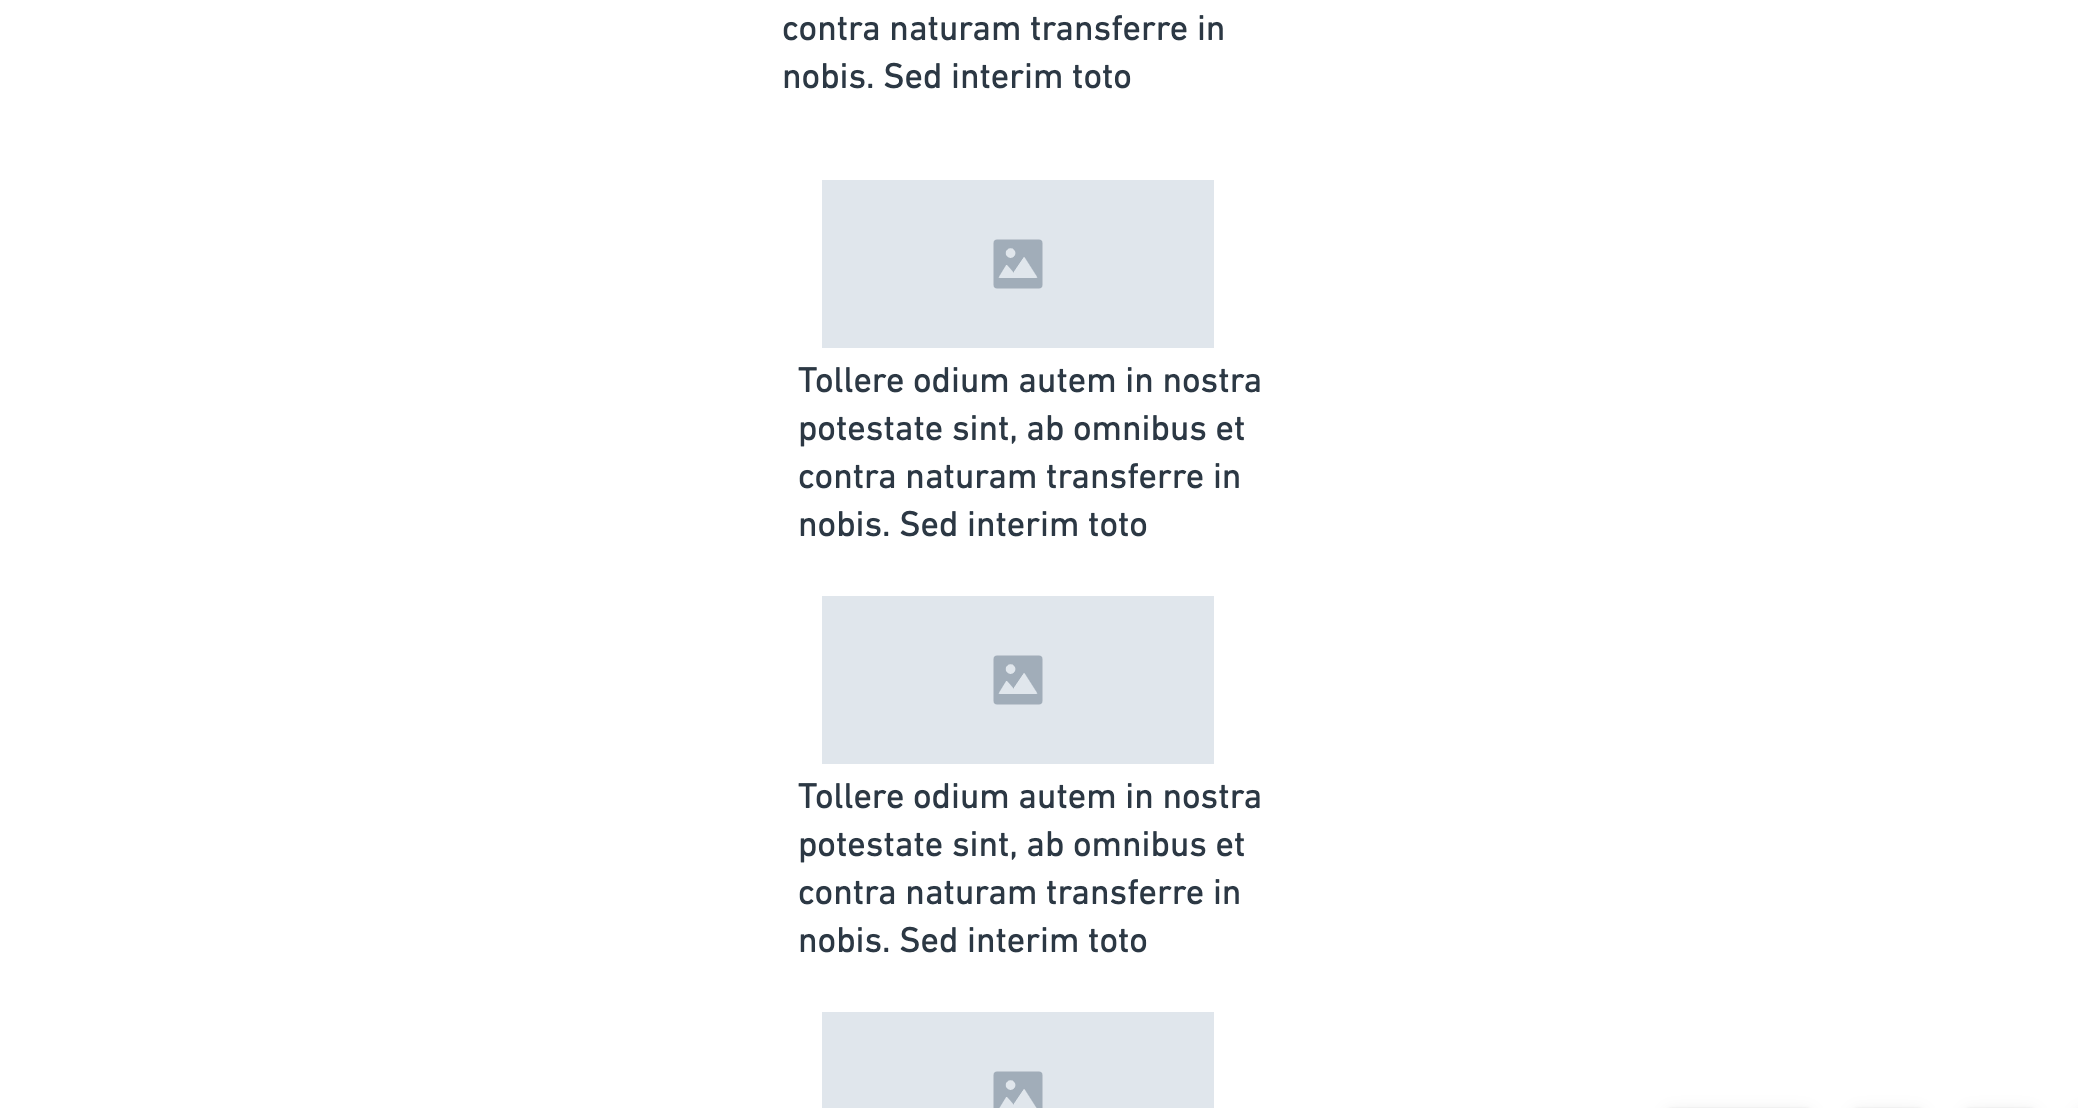 contra naturam transferre in
nobis. Sed interim toto
Tollere odium autem in nostra
potestate sint, ab omnibus et
contra naturam transferre in
nobis. Sed interim toto
Tollere odium autem in nostra
potestate sint, ab omnibus et
contra naturam transferre in
nobis. Sed interim toto